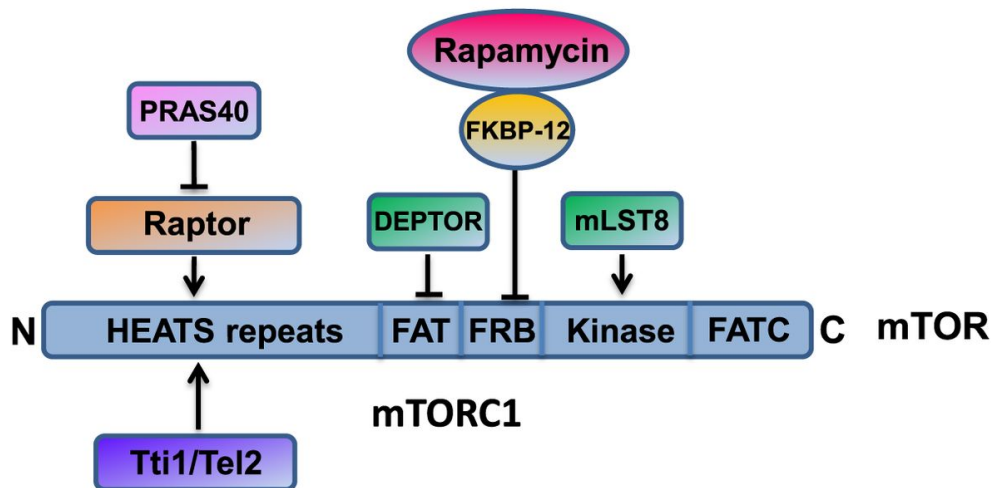 Rapamycin
PRAS40
FKBP-12
Raptor
DEPTOR
mLST8
N HEATS repeats FAT FRB Kinase FATC C mTOR
mTORC1
Tti1/Tel2